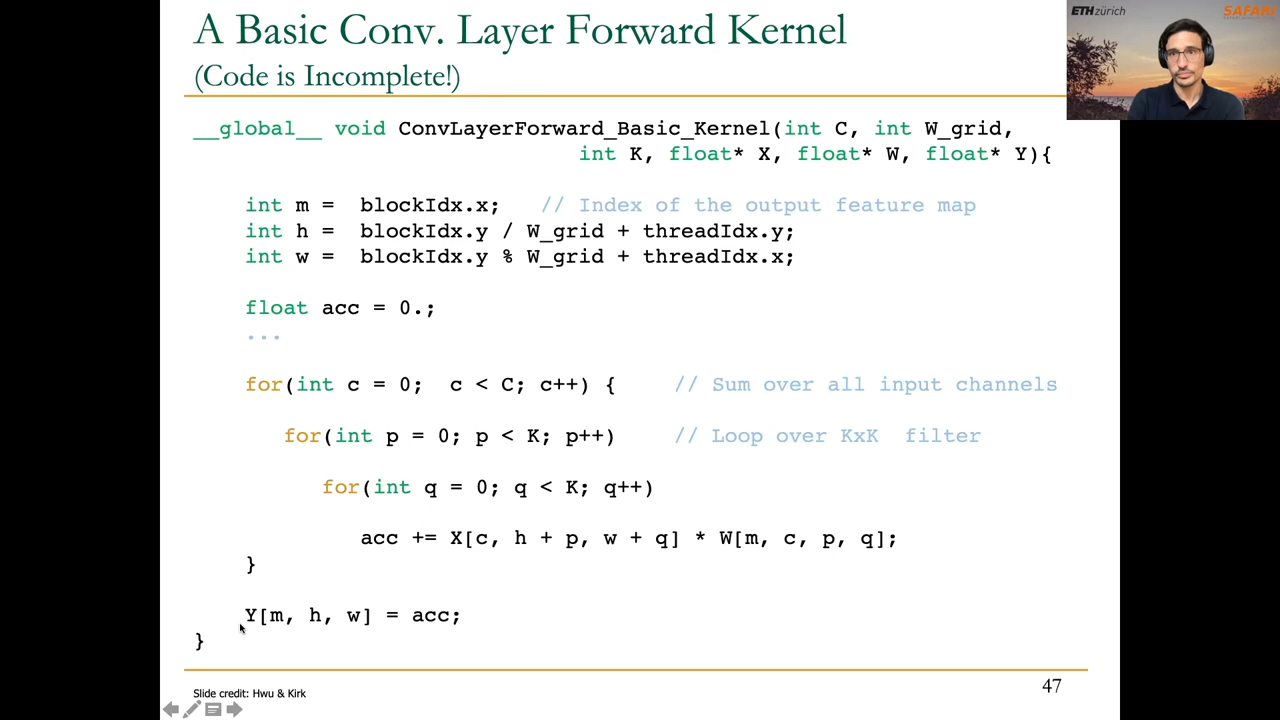 A Basic Conv. Layer Forward Kernel
(Code is Incomplete!)
ETH zürich
SAFARI
__global__ void ConvLayerForward_Basic_Kernel(int C, int W_grid,
int K, float* X, float* W, float* Y){
int m = blockIdx.x; // Index of the output feature map
int h = blockIdx.y / W_grid + threadIdx.y;
int w = blockIdx.y % W_grid + threadIdx.x;
float acc = 0.;
...
for(int c = 0; c < C; c++) { // Sum over all input channels
for(int p = 0; p < K; p++) // Loop over KxK filter
for(int q = 0; q < K; q++)
acc += X[c, h + p, w + q] * W[m, c, p, q];
}
Y[m, h, w] = acc;
}
Slide credit: Hwu & Kirk
47